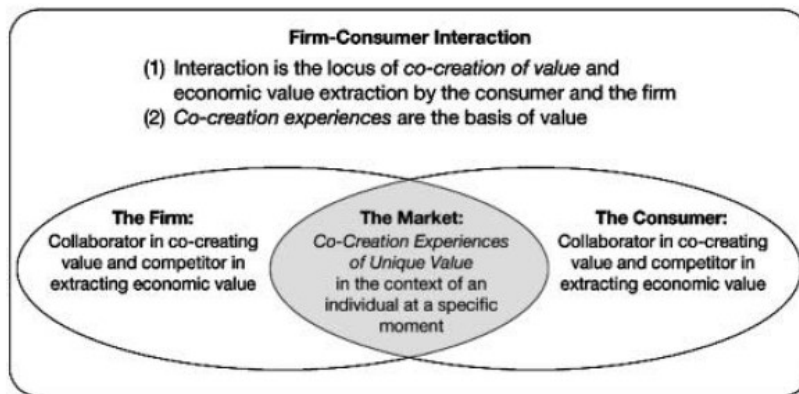 Firm-Consumer Interaction
(1) Interaction is the locus of co-creation of value and
economic value extraction by the consumer and the firm
(2) Co-creation experiences are the basis of value
The Firm:
Collaborator in co-creating
value and competitor in
extracting economic value
The Market:
Co-Creation Experiences
of Unique Value
in the context of an
individual at a specific
moment
The Consumer:
Collaborator in co-creating
value and competitor in
extracting economic value